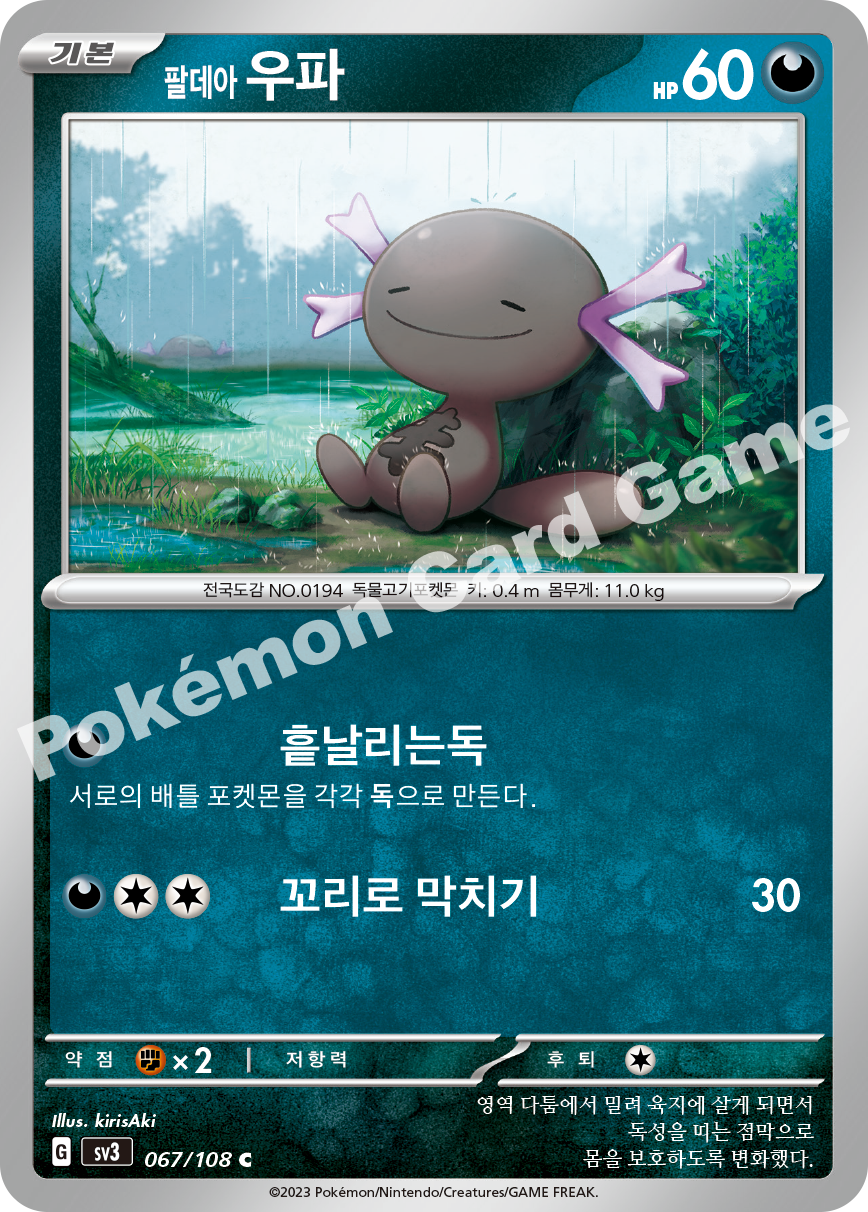 기본
팔데아 우파
HP 60
전국도감 NO.0194 독물고기포켓몬 키: 0.4 m 몸무게: 11.0 kg
Pokémon Card Game
흩날리는독
서로의 배틀 포켓몬을 각각 독으로 만든다.
꼬리로 막치기 30
약점 ×2 저항력 후퇴
영역 다툼에서 밀려 육지에 살게 되면서
독성을 띠는 점막으로
몸을 보호하도록 변화했다.
Illus. kirisAki
G sv3 067/108 C
©2023 Pokémon/Nintendo/Creatures/GAME FREAK.